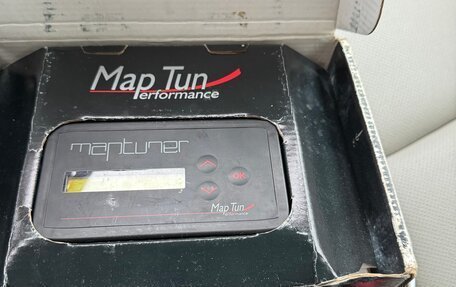 Map Tun
Performance
maptuner
OK
Map Tun
Performance